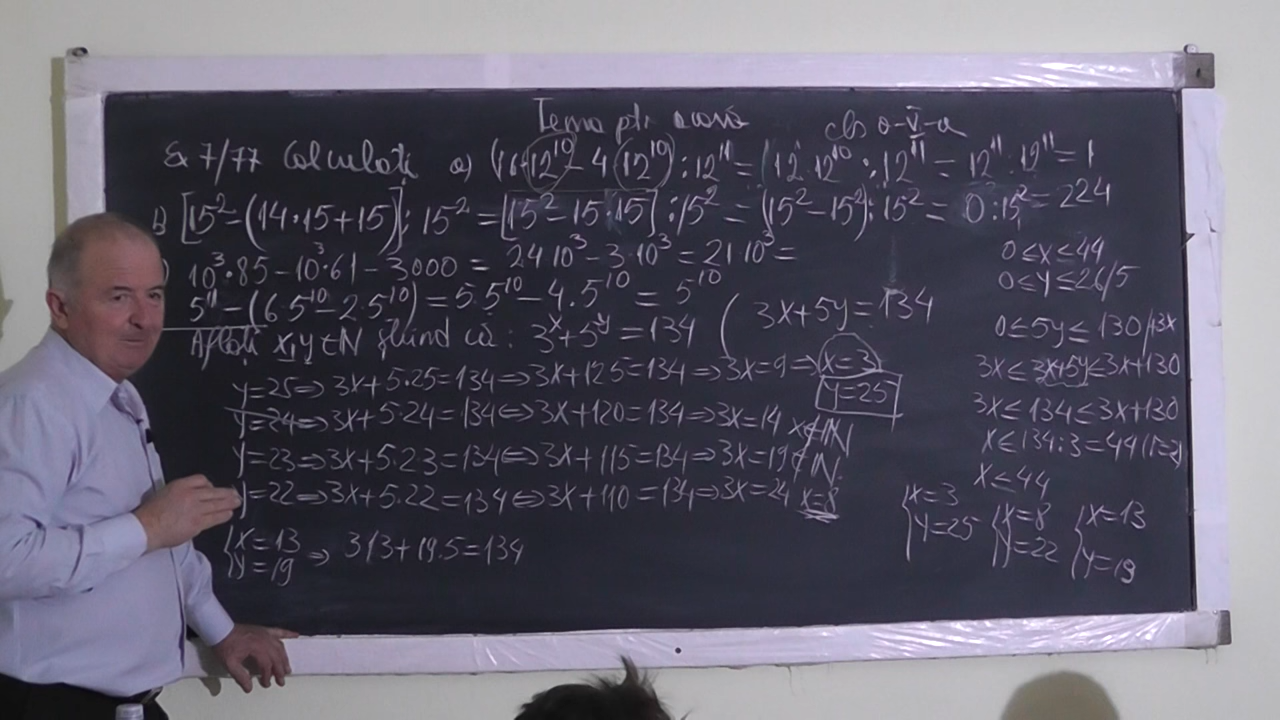 Temă ptr acasă cls a-V-a
Ex 7/77 Calculați a) (16·12¹⁰ - 4·12¹⁰) : 12¹¹ = 12·12¹⁰ : 12¹¹ = 12¹¹ : 12¹¹ = 1
b) [15² - (14·15+15)] : 15² = [15² - 15·15] : 15² = (15² - 15²) : 15² = 0 : 15² = 224
10³·85 - 10³·61 - 3000 = 24·10³ - 3·10³ = 21·10³ =
5¹¹ - (6·5¹⁰ - 2·5¹⁰) = 5·5¹⁰ - 4·5¹⁰ = 5¹⁰
Aflați x,y ∈ N știind că: 3ˣ+5ʸ = 134 ( 3x+5y = 134
y=25 ⇒ 3x+5·25=134 ⇒ 3x+125=134 ⇒ 3x=9 ⇒ x=3
y=25
y=24 ⇒ 3x+5·24=134 ⇔ 3x+120=134 ⇒ 3x=14 x∉N
y=23 ⇒ 3x+5·23=134 ⇔ 3x+115=134 ⇒ 3x=19 ∉N
y=22 ⇒ 3x+5·22=134 ⇔ 3x+110=134 ⇒ 3x=24 x=8
{x=13
y=19 ⇒ 3·13+19·5=134
0≤x≤44
0≤y≤26/5
0≤5y≤130/+3x
3x≤3x+5y≤3x+130
3x≤134≤3x+130
x≤134:3=44(r=2)
x≤44
{x=3 {x=8 {x=13
y=25 y=22 y=19